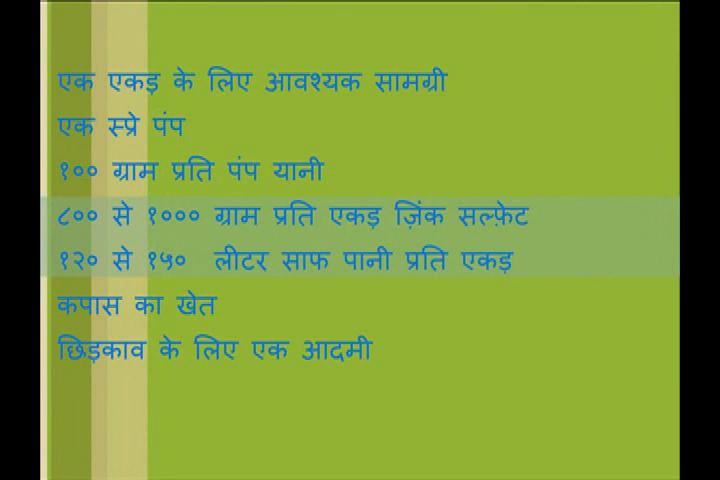 एक एकड़ के लिए आवश्यक सामग्री
एक स्प्रे पंप
१०० ग्राम प्रति पंप यानी
८०० से १००० ग्राम प्रति एकड़ ज़िंक सल्फ़ेट
१२० से १५० लीटर साफ पानी प्रति एकड़
कपास का खेत
छिड़काव के लिए एक आदमी